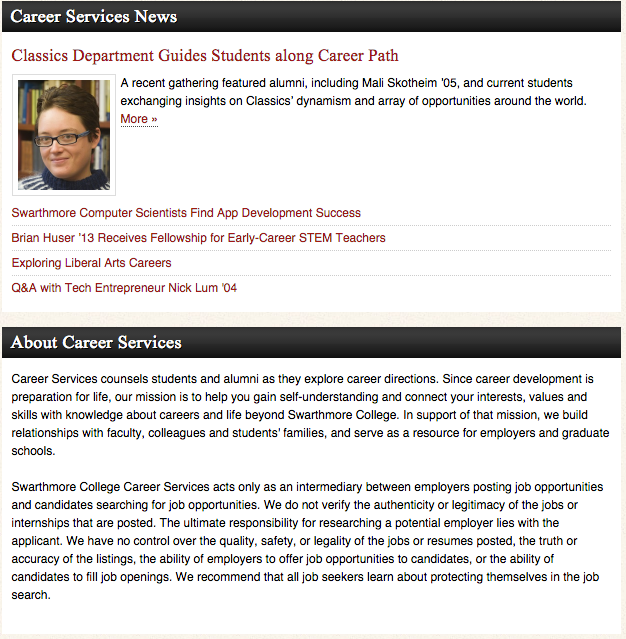 Career Services News
Classics Department Guides Students along Career Path
A recent gathering featured alumni, including Mali Skotheim '05, and current students
exchanging insights on Classics' dynamism and array of opportunities around the world.
More »
Swarthmore Computer Scientists Find App Development Success
Brian Huser '13 Receives Fellowship for Early-Career STEM Teachers
Exploring Liberal Arts Careers
Q&A with Tech Entrepreneur Nick Lum '04
About Career Services
Career Services counsels students and alumni as they explore career directions. Since career development is
preparation for life, our mission is to help you gain self-understanding and connect your interests, values and
skills with knowledge about careers and life beyond Swarthmore College. In support of that mission, we build
relationships with faculty, colleagues and students' families, and serve as a resource for employers and graduate
schools.
Swarthmore College Career Services acts only as an intermediary between employers posting job opportunities
and candidates searching for job opportunities. We do not verify the authenticity or legitimacy of the jobs or
internships that are posted. The ultimate responsibility for researching a potential employer lies with the
applicant. We have no control over the quality, safety, or legality of the jobs or resumes posted, the truth or
accuracy of the listings, the ability of employers to offer job opportunities to candidates, or the ability of
candidates to fill job openings. We recommend that all job seekers learn about protecting themselves in the job
search.